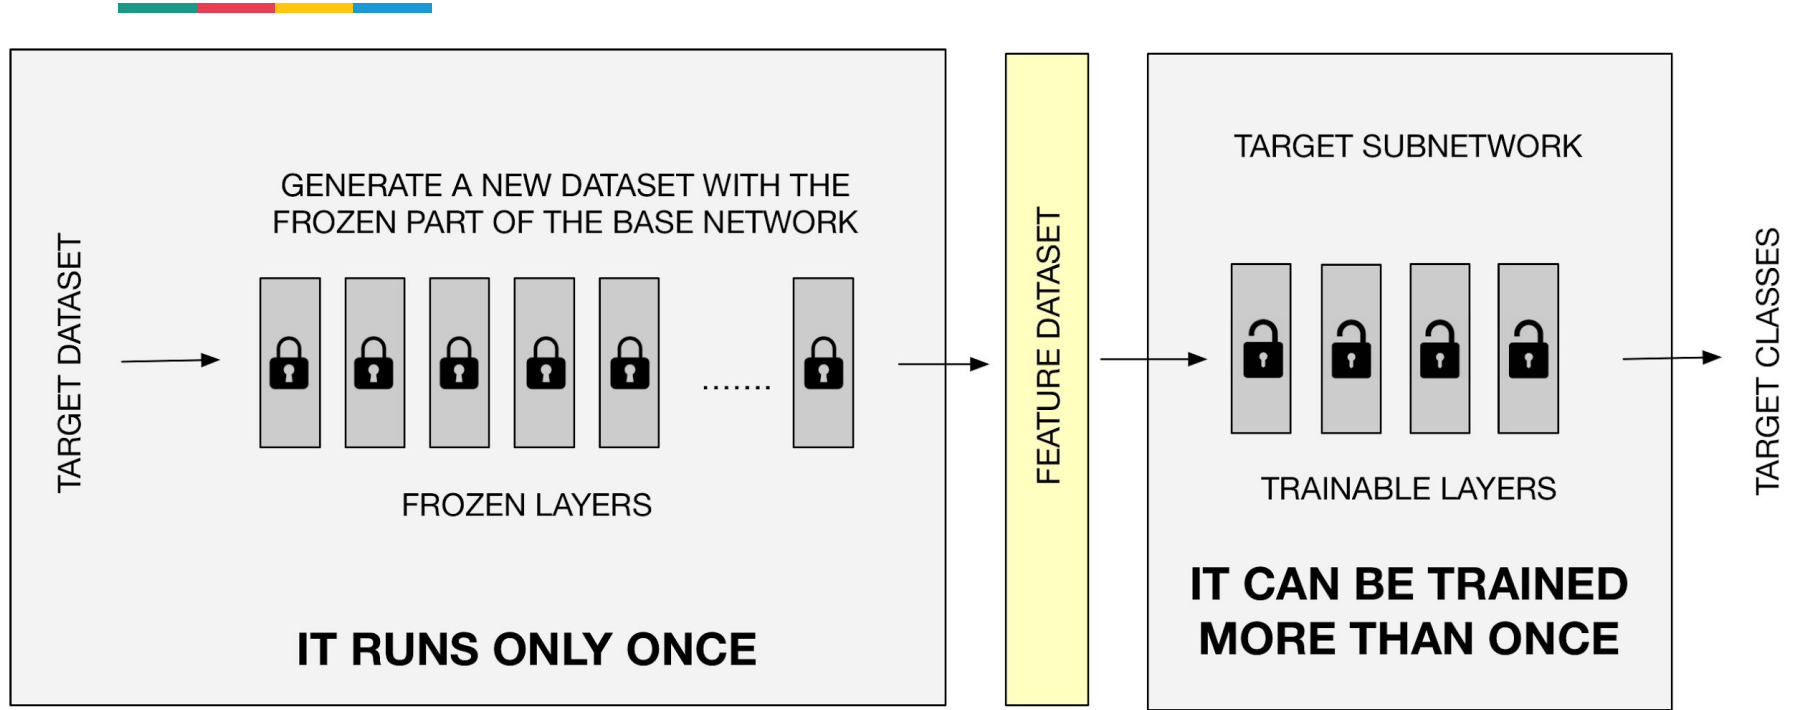 TARGET DATASET
GENERATE A NEW DATASET WITH THE
FROZEN PART OF THE BASE NETWORK
.......
FROZEN LAYERS
IT RUNS ONLY ONCE
FEATURE DATASET
TARGET SUBNETWORK
TRAINABLE LAYERS
IT CAN BE TRAINED
MORE THAN ONCE
TARGET CLASSES